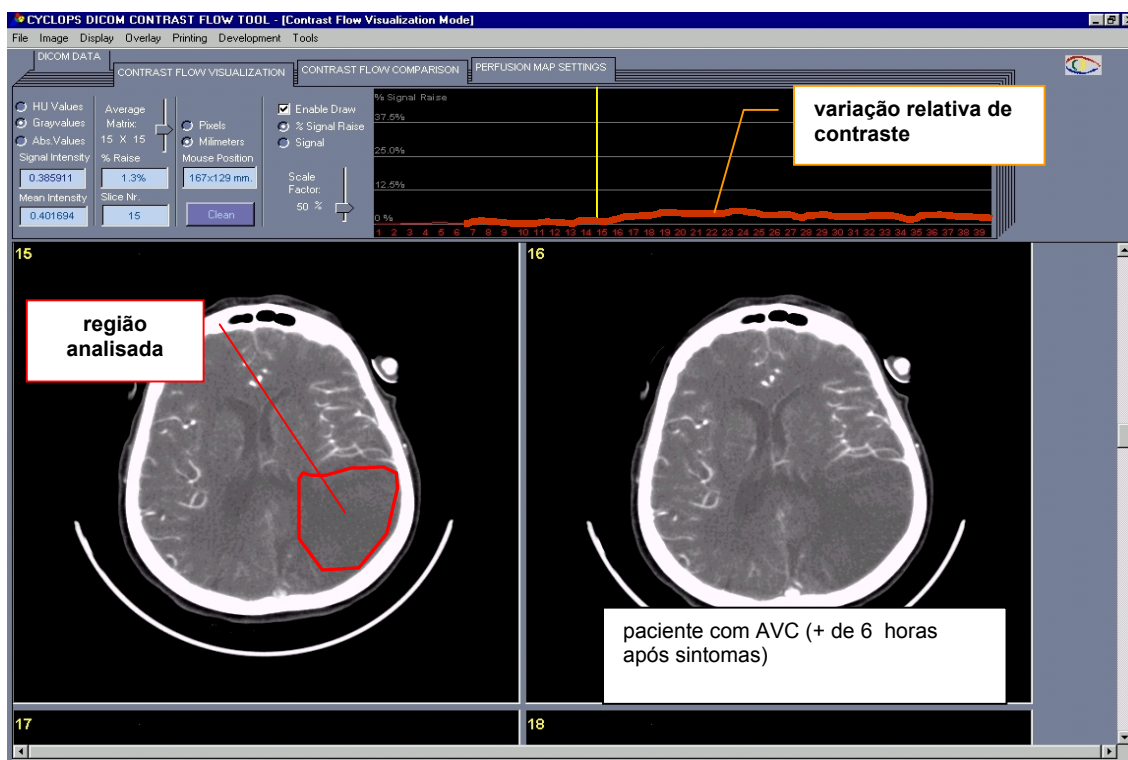 CYCLOPS DICOM CONTRAST FLOW TOOL - [Contrast Flow Visualization Mode]
File Image Display Overlay Printing Development Tools
DICOM DATA
CONTRAST FLOW VISUALIZATION
CONTRAST FLOW COMPARISON
PERFUSION MAP SETTINGS
HU Values
Grayvalues
Abs.Values
Signal Intensity
0.385911
Mean Intensity
0.401694
Average
Matrix:
15 X 15
% Raise
1.3%
Slice Nr.
15
Pixels
Milimeters
Mouse Position
167x129 mm.
Clean
Enable Draw
% Signal Raise
Signal
Scale
Factor:
50 %
% Signal Raise
37.5%
25.0%
12.5%
0 %
1 2 3 4 5 6 7 8 9 10 11 12 13 14 15 16 17 18 19 20 21 22 23 24 25 26 27 28 29 30 31 32 33 34 35 36 37 38 39
variação relativa de
contraste
15
região
analisada
16
paciente com AVC (+ de 6 horas
após sintomas)
17
18